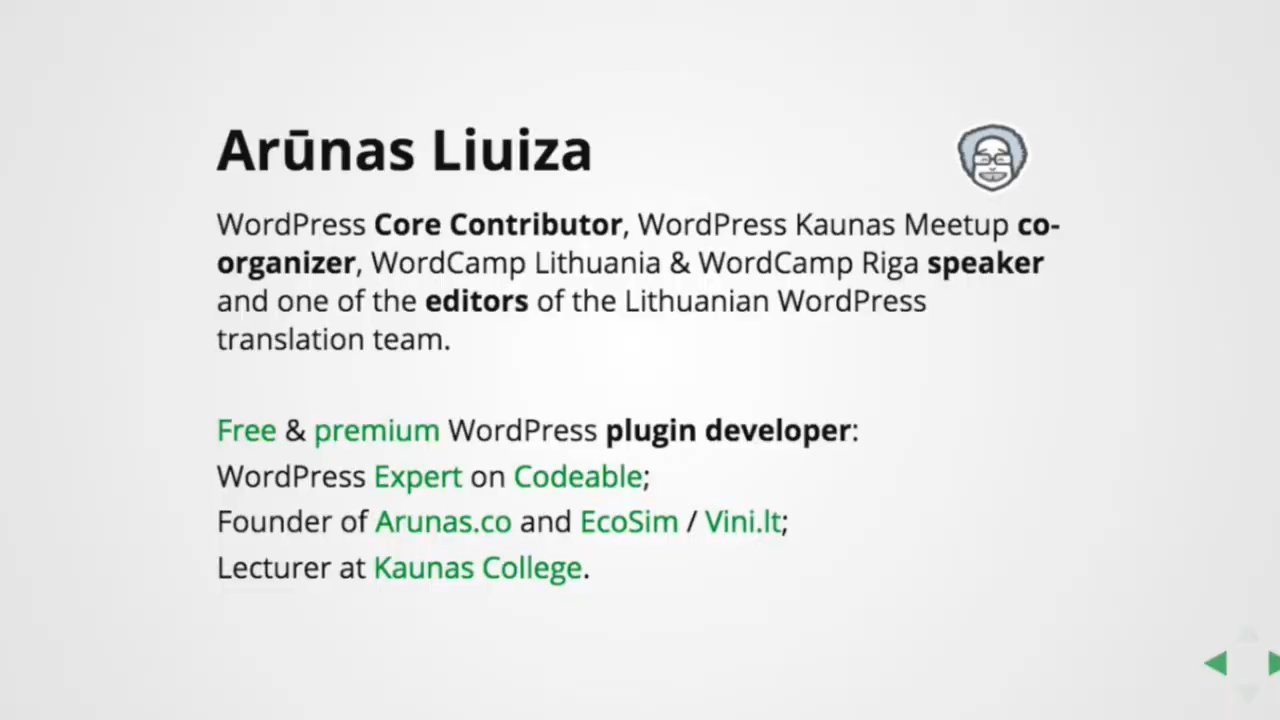 Arūnas Liuiza
WordPress Core Contributor, WordPress Kaunas Meetup co-
organizer, WordCamp Lithuania & WordCamp Riga speaker
and one of the editors of the Lithuanian WordPress
translation team.
Free & premium WordPress plugin developer:
WordPress Expert on Codeable;
Founder of Arunas.co and EcoSim / Vini.lt;
Lecturer at Kaunas College.